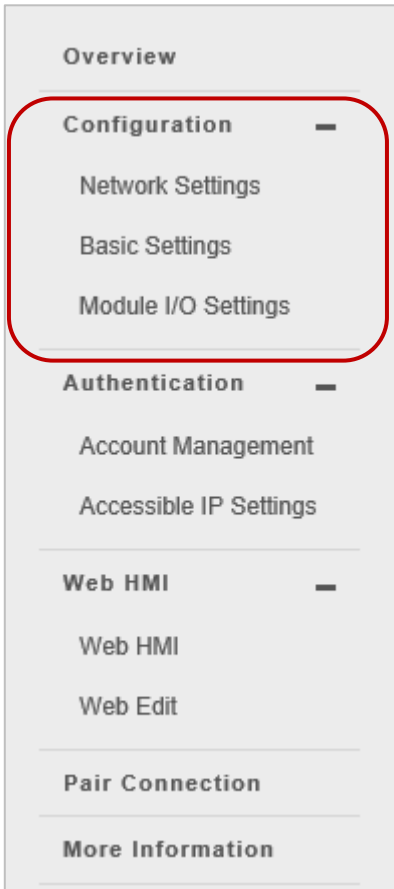 Overview
Configuration
Network Settings
Basic Settings
Module I/O Settings
Authentication
Account Management
Accessible IP Settings
Web HMI
Web HMI
Web Edit
Pair Connection
More Information